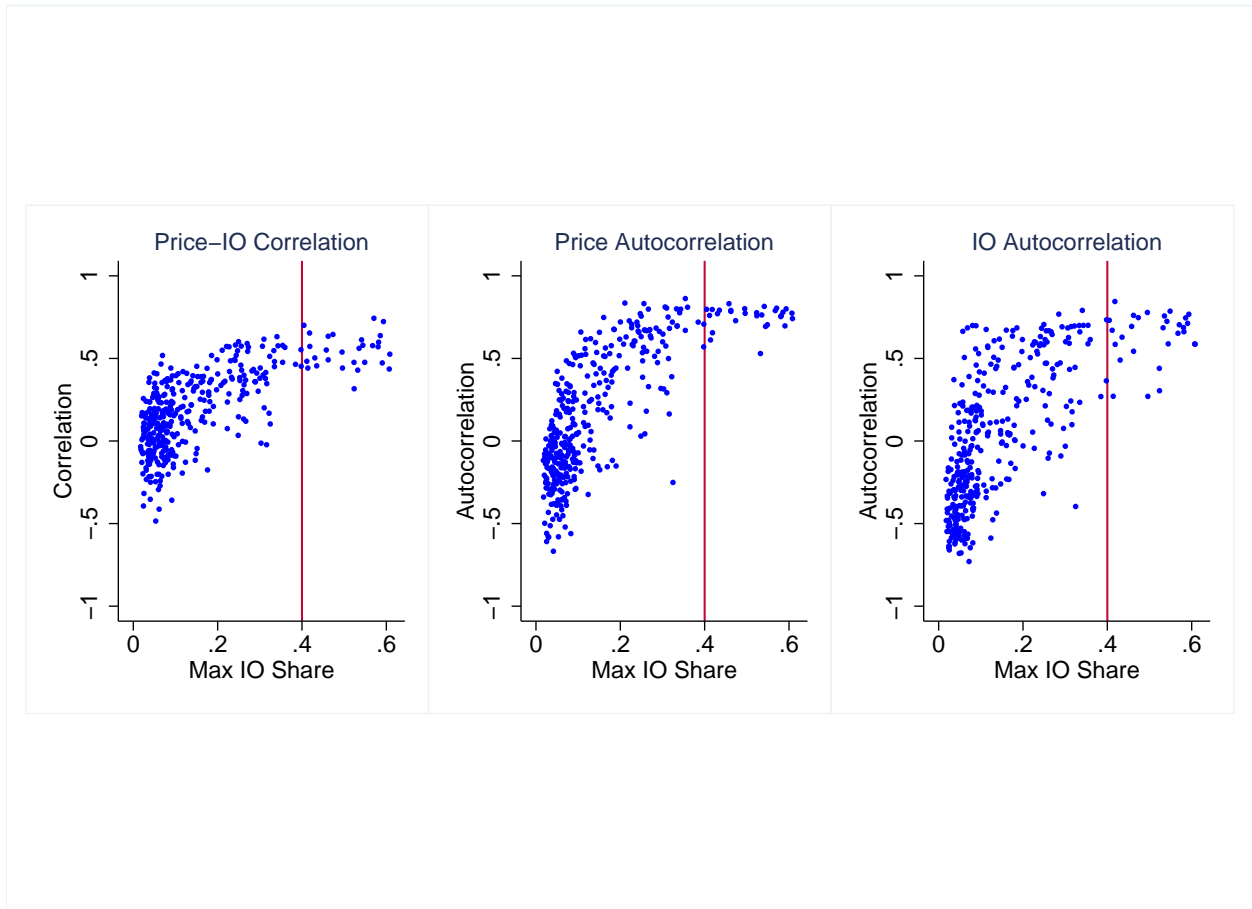 Price−IO Correlation
Correlation
1
.5
0
−.5
−1
0 .2 .4 .6
Max IO Share
Price Autocorrelation
Autocorrelation
1
.5
0
−.5
−1
0 .2 .4 .6
Max IO Share
IO Autocorrelation
Autocorrelation
1
.5
0
−.5
−1
0 .2 .4 .6
Max IO Share